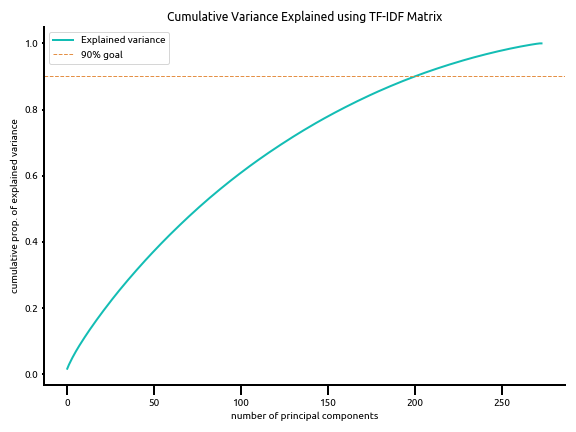 Cumulative Variance Explained using TF-IDF Matrix
Explained variance
90% goal
1.0
0.8
0.6
0.4
0.2
0.0
cumulative prop. of explained variance
0 50 100 150 200 250
number of principal components